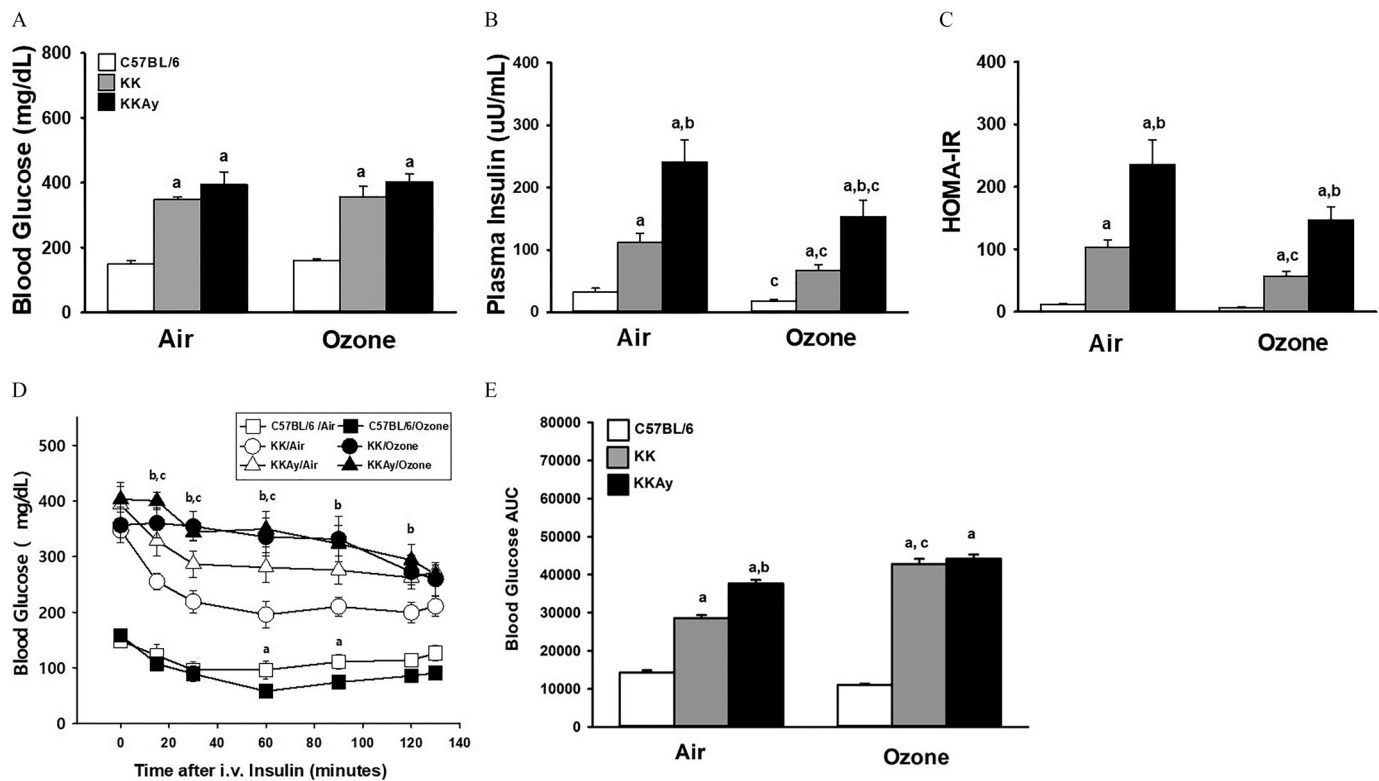 A
Blood Glucose (mg/dL)
800
600
400
200
0
C57BL/6
KK
KKAy
a
a
a
a
Air
Ozone
B
Plasma Insulin (uU/mL)
400
300
200
100
0
a
a,b
c
a,c
a,b,c
Air
Ozone
C
HOMA-IR
400
300
200
100
0
a
a,b
a,c
a,b
Air
Ozone
D
Blood Glucose ( mg/dL)
500
400
300
200
100
0
C57BL/6 /Air C57BL/6/Ozone
KK/Air KK/Ozone
KKAy/Air KKAy/Ozone
b,c
b,c
b,c
b
b
a
a
0 20 40 60 80 100 120 140
Time after i.v. Insulin (minutes)
E
Blood Glucose AUC
80000
70000
60000
50000
40000
30000
20000
10000
0
C57BL/6
KK
KKAy
a
a,b
a, c
a
Air
Ozone